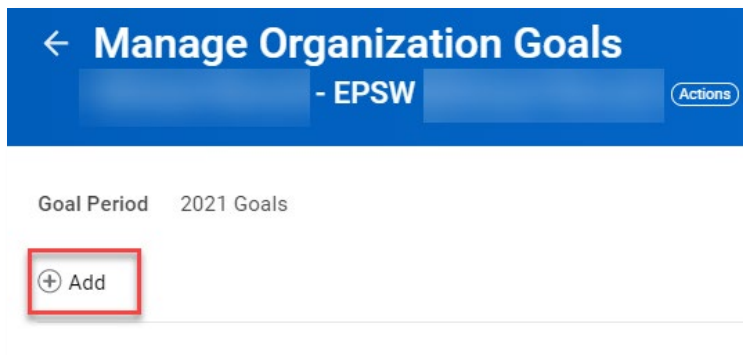 Manage Organization Goals
- EPSW
Actions
Goal Period 2021 Goals
Add